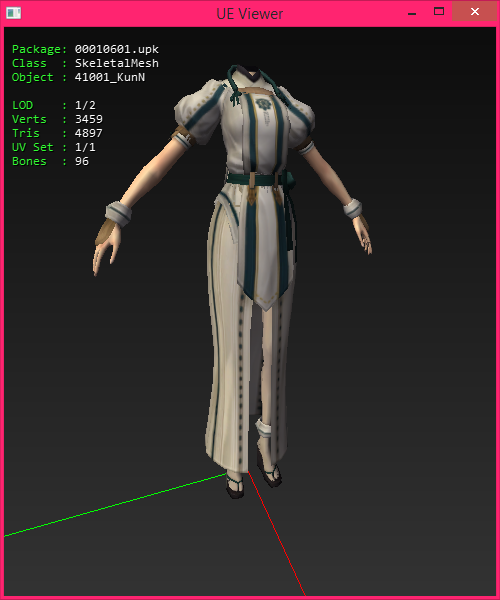 UE Viewer
Package: 00010601.upk
Class  : SkeletalMesh
Object : 41001_KunN
LOD    : 1/2
Verts  : 3459
Tris   : 4897
UV Set : 1/1
Bones  : 96